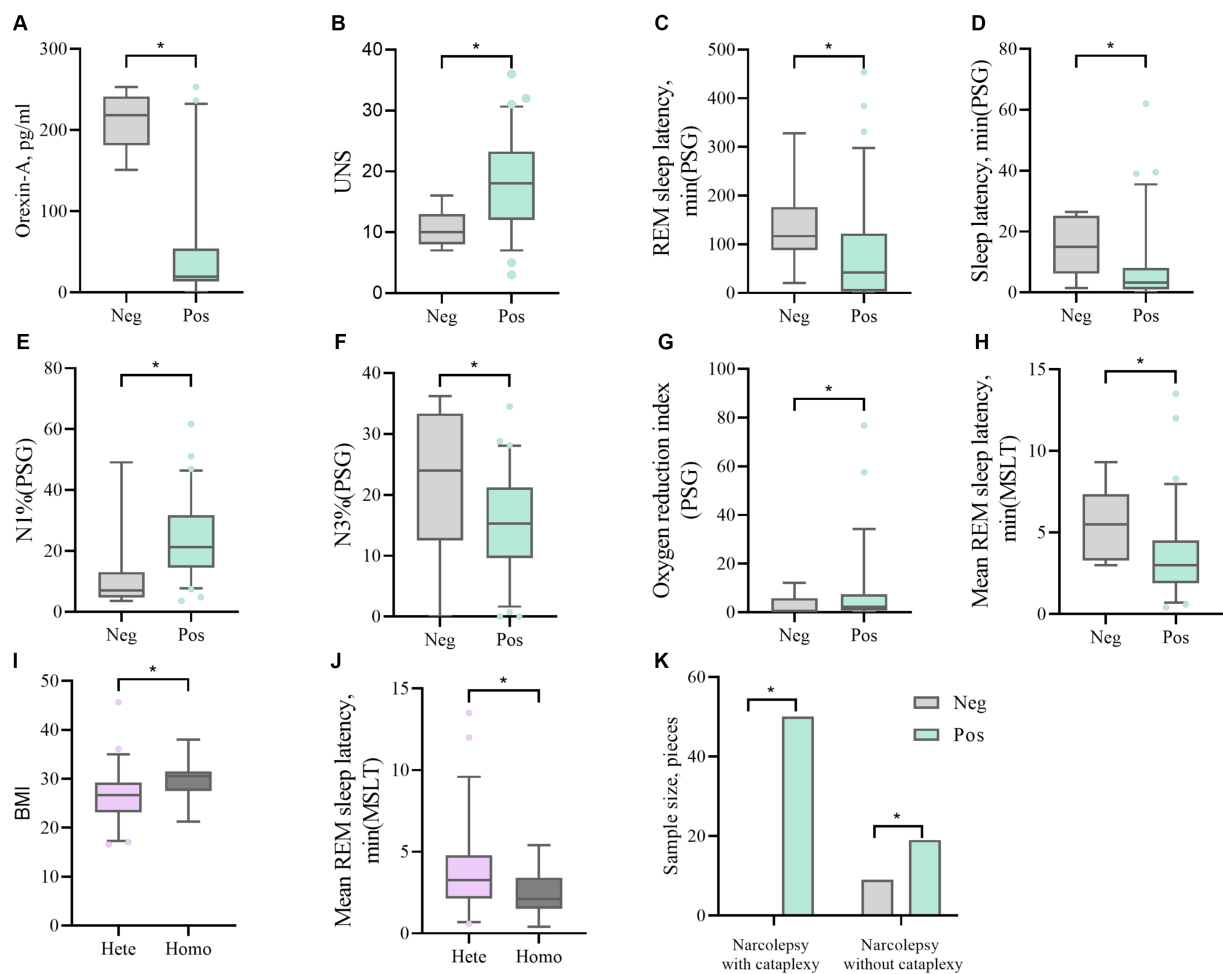 A
Orexin-A, pg/ml
300
200
100
0
*
Neg Pos
B
UNS
40
30
20
10
0
*
Neg Pos
C
REM sleep latency,
min(PSG)
500
400
300
200
100
0
*
Neg Pos
D
Sleep latency, min(PSG)
80
60
40
20
0
*
Neg Pos
E
N1%(PSG)
80
60
40
20
0
*
Neg Pos
F
N3%(PSG)
40
30
20
10
0
*
Neg Pos
G
Oxygen reduction index
(PSG)
100
80
60
40
20
0
*
Neg Pos
H
Mean REM sleep latency,
min(MSLT)
15
10
5
0
*
Neg Pos
I
BMI
50
40
30
20
10
0
*
Hete Homo
J
Mean REM sleep latency,
min(MSLT)
15
10
5
0
*
Hete Homo
K
Sample size, pieces
60
40
20
0
*
*
Neg
Pos
Narcolepsy
with cataplexy
Narcolepsy
without cataplexy